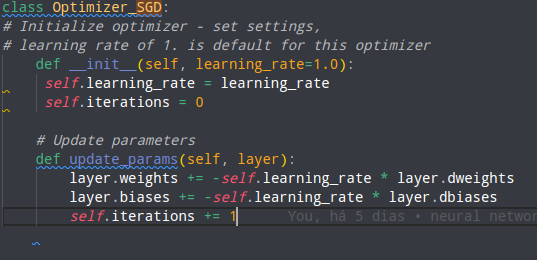 class Optimizer_SGD:
# Initialize optimizer - set settings,
# learning rate of 1. is default for this optimizer
    def __init__(self, learning_rate=1.0):
     self.learning_rate = learning_rate
     self.iterations = 0

    # Update parameters
    def update_params(self, layer):
        layer.weights += -self.learning_rate * layer.dweights
        layer.biases += -self.learning_rate * layer.dbiases
        self.iterations += 1      You, há 5 dias • neural networ